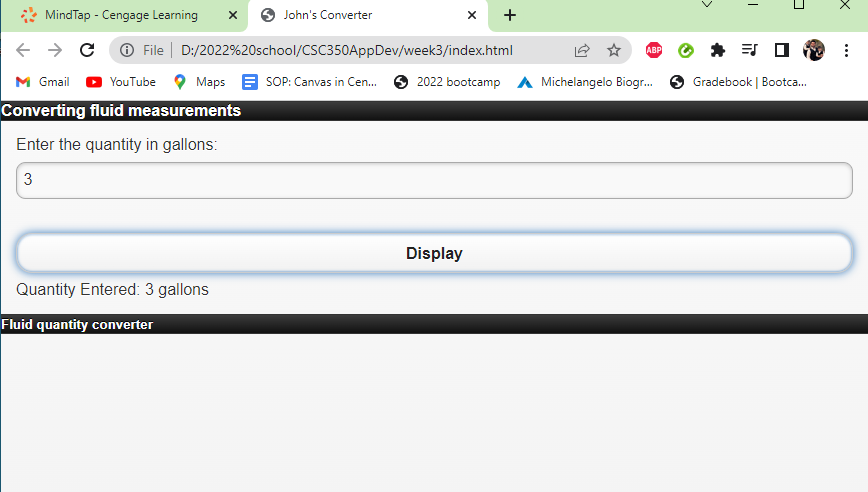 MindTap - Cengage Learning
John's Converter
File | D:/2022%20school/CSC350AppDev/week3/index.html
ABP
Gmail YouTube Maps SOP: Canvas in Cen... 2022 bootcamp Michelangelo Biogr... Gradebook | Bootca...
Converting fluid measurements
Enter the quantity in gallons:
3
Display
Quantity Entered: 3 gallons
Fluid quantity converter